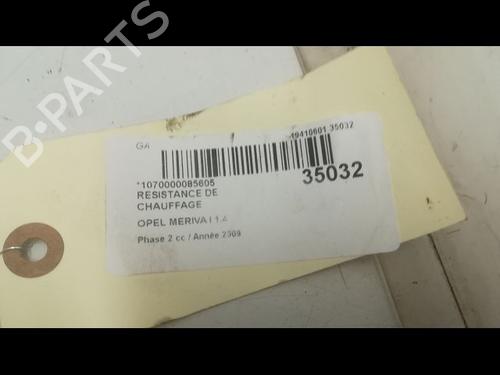 B-PARTS
GA
19410601 35032
*1070000085605
35032
RESISTANCE DE
CHAUFFAGE
OPEL MERIVA I 1.4
Phase 2 cc / Année 2009